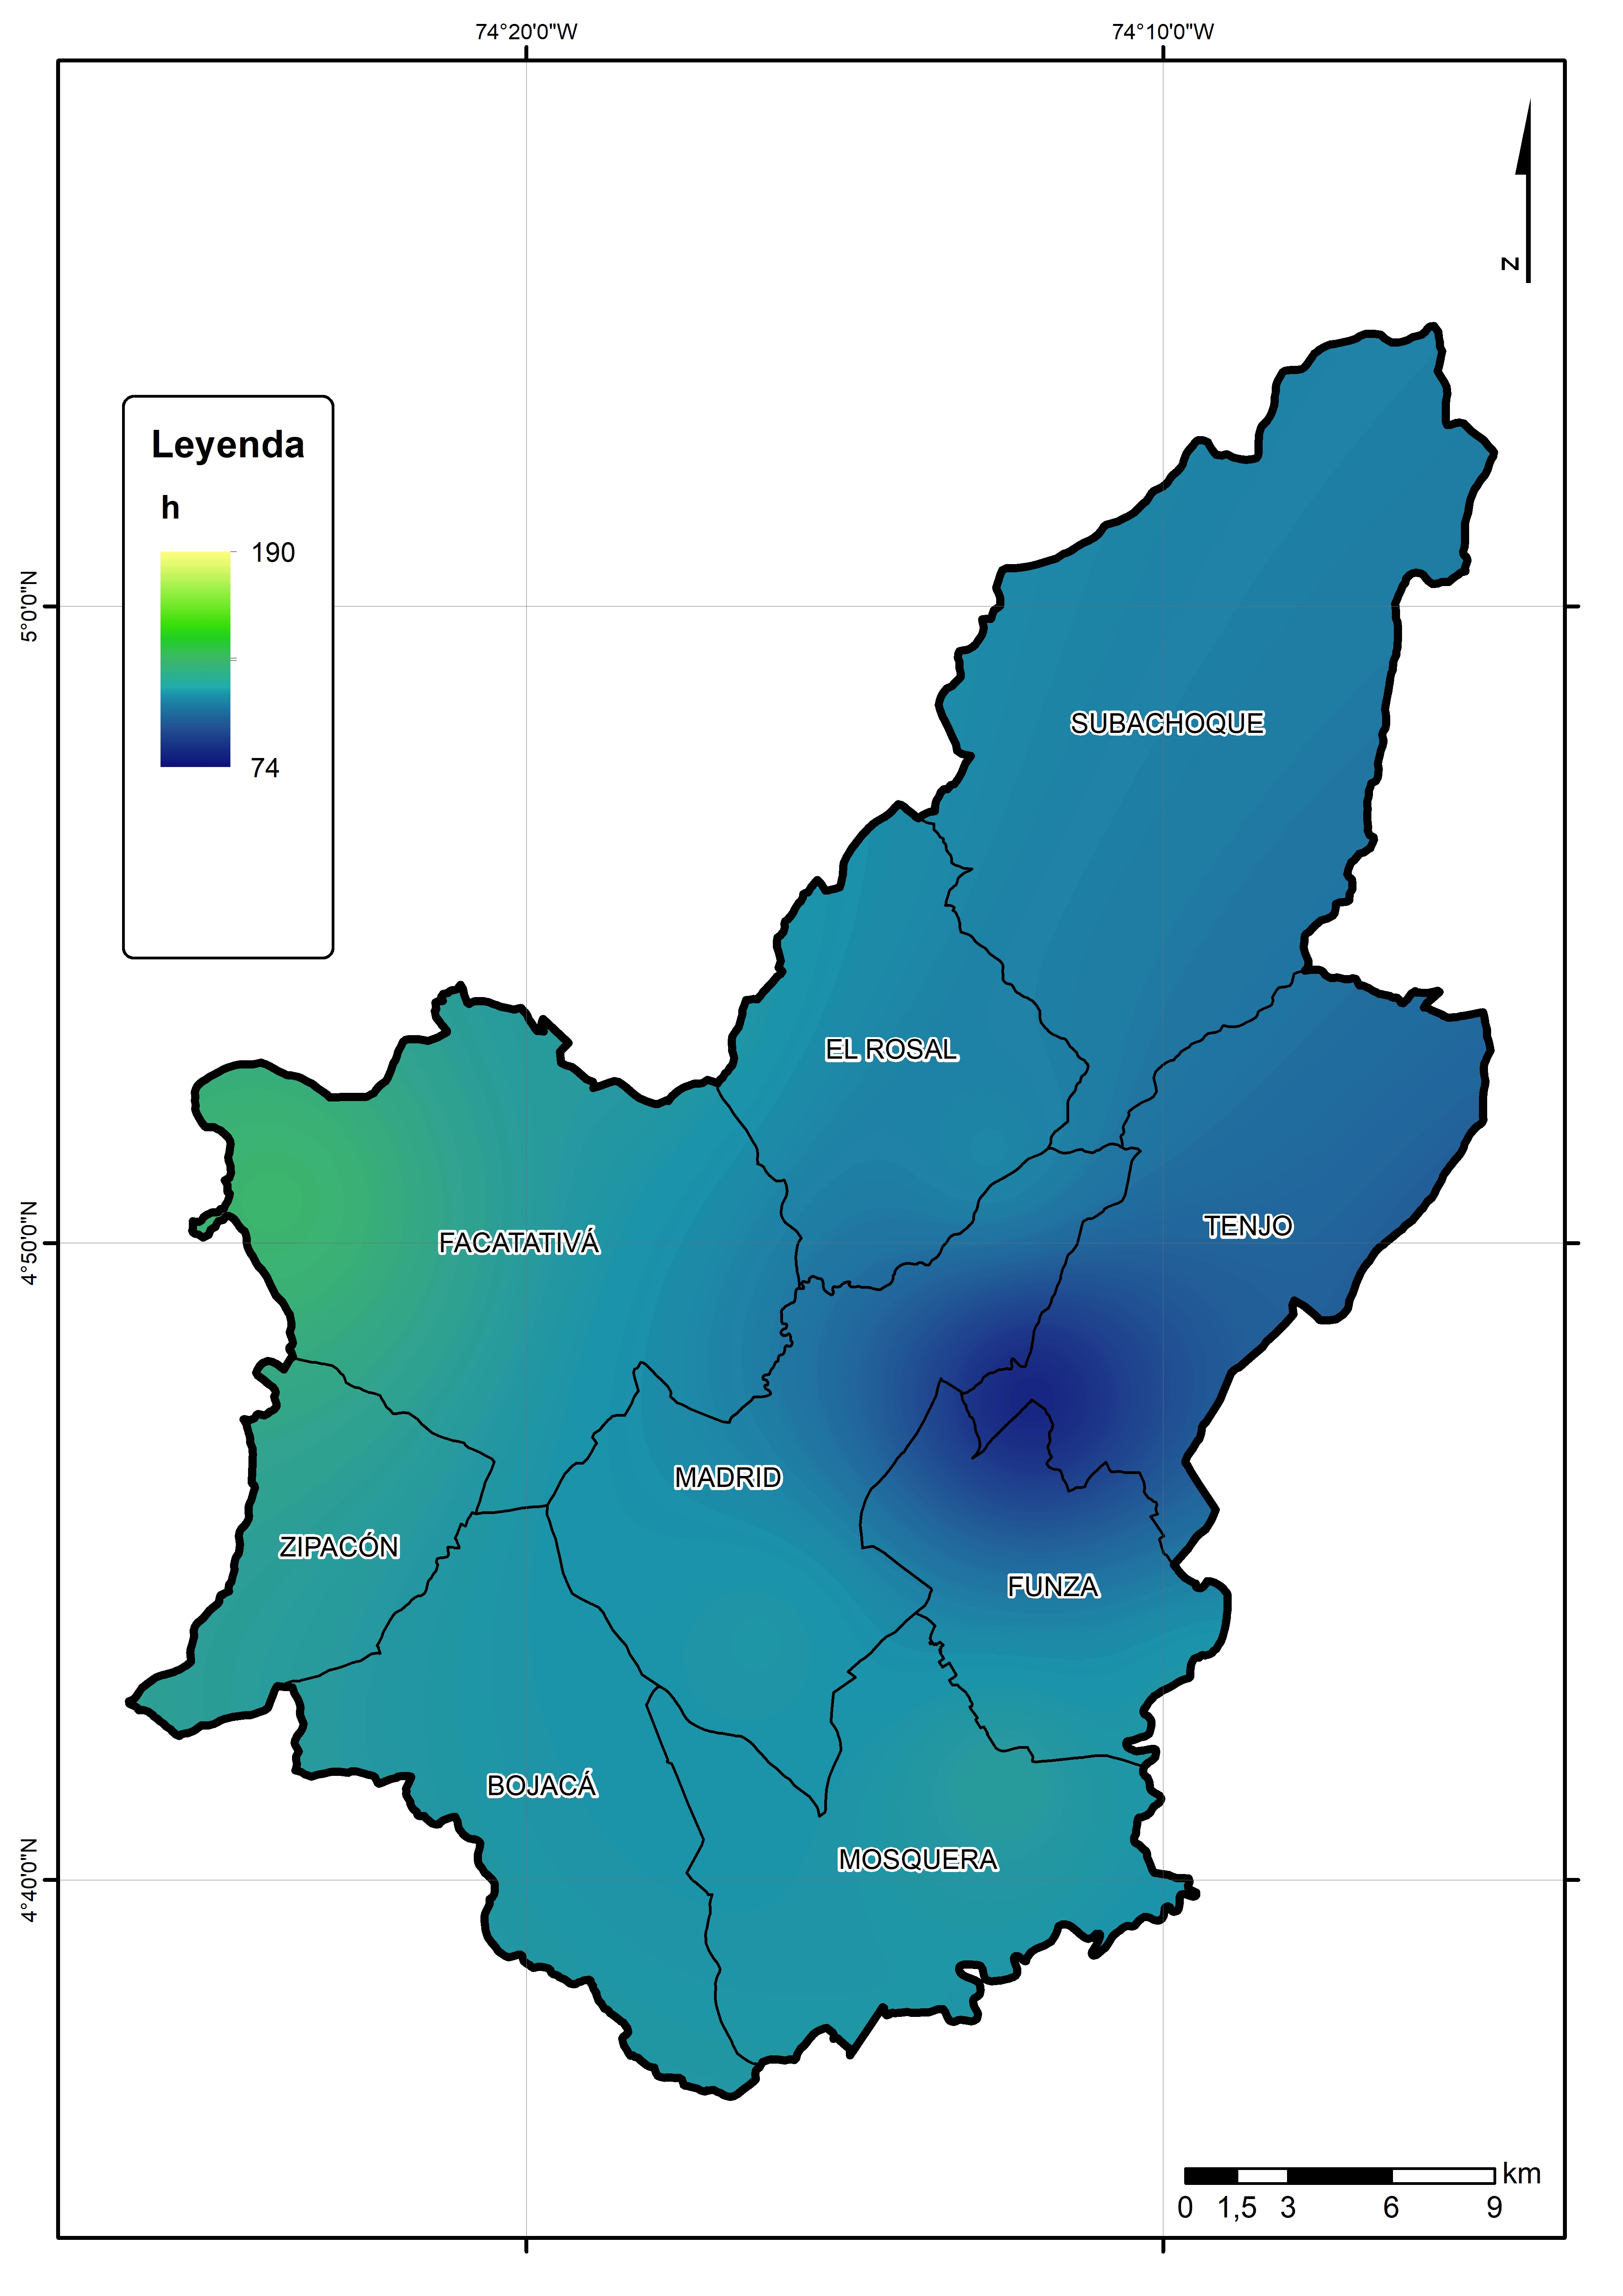 74°20'0"W
74°10'0"W
N
Leyenda
h
190
74
5°0'0"N
SUBACHOQUE
EL ROSAL
4°50'0"N
FACATATIVÁ
TENJO
MADRID
ZIPACÓN
FUNZA
BOJACÁ
MOSQUERA
4°40'0"N
km
0 1,5 3 6 9